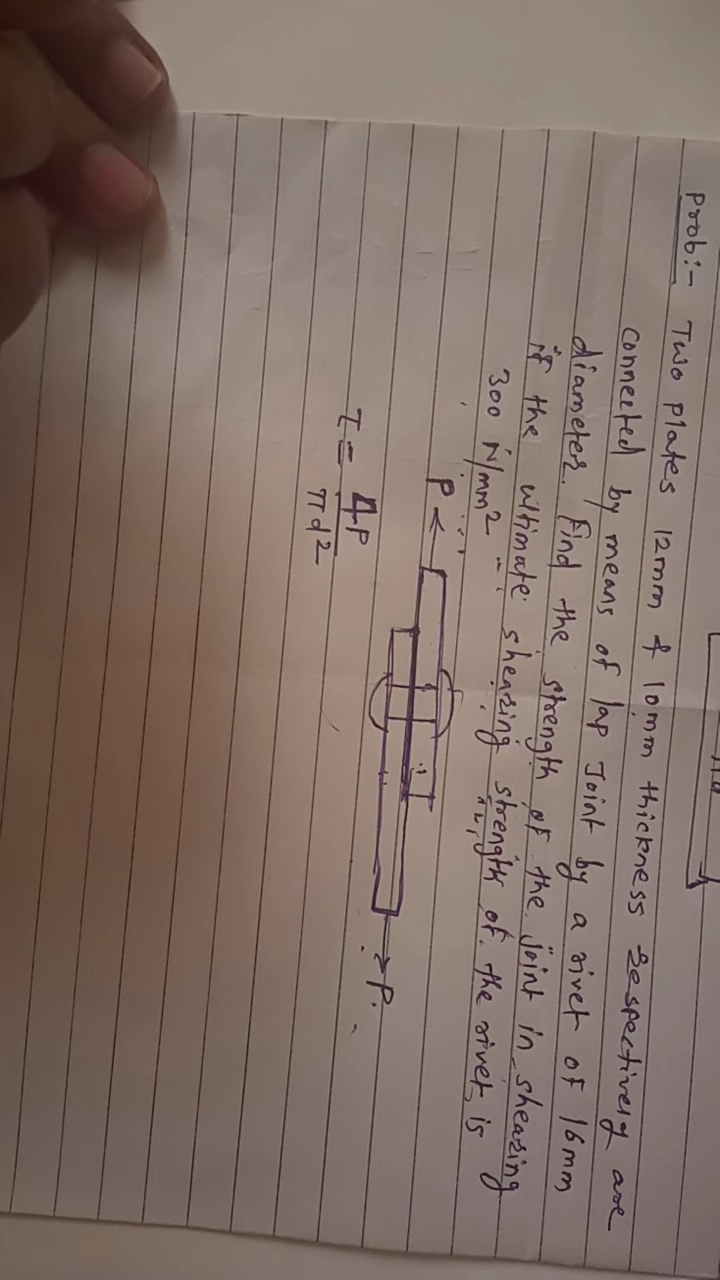 Prob:- Two plates 12mm & 10mm thickness respectively are
connected by means of lap Joint by a rivet of 16mm
diameter. Find the strength of the Joint in shearing
if the ultimate shearing strength of the rivet is
300 N/mm2
P
P.
τ = 4P
πd2